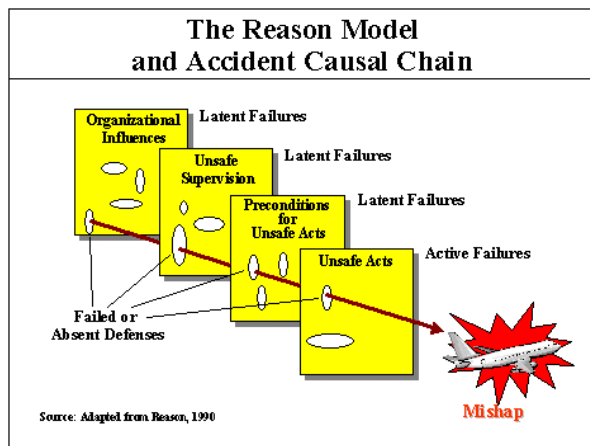 The Reason Model
and Accident Causal Chain
Organizational
Influences
Latent Failures
Unsafe
Supervision
Latent Failures
Preconditions
for
Unsafe Acts
Latent Failures
Unsafe Acts
Active Failures
Failed or
Absent Defenses
Mishap
Source: Adapted from Reason, 1990